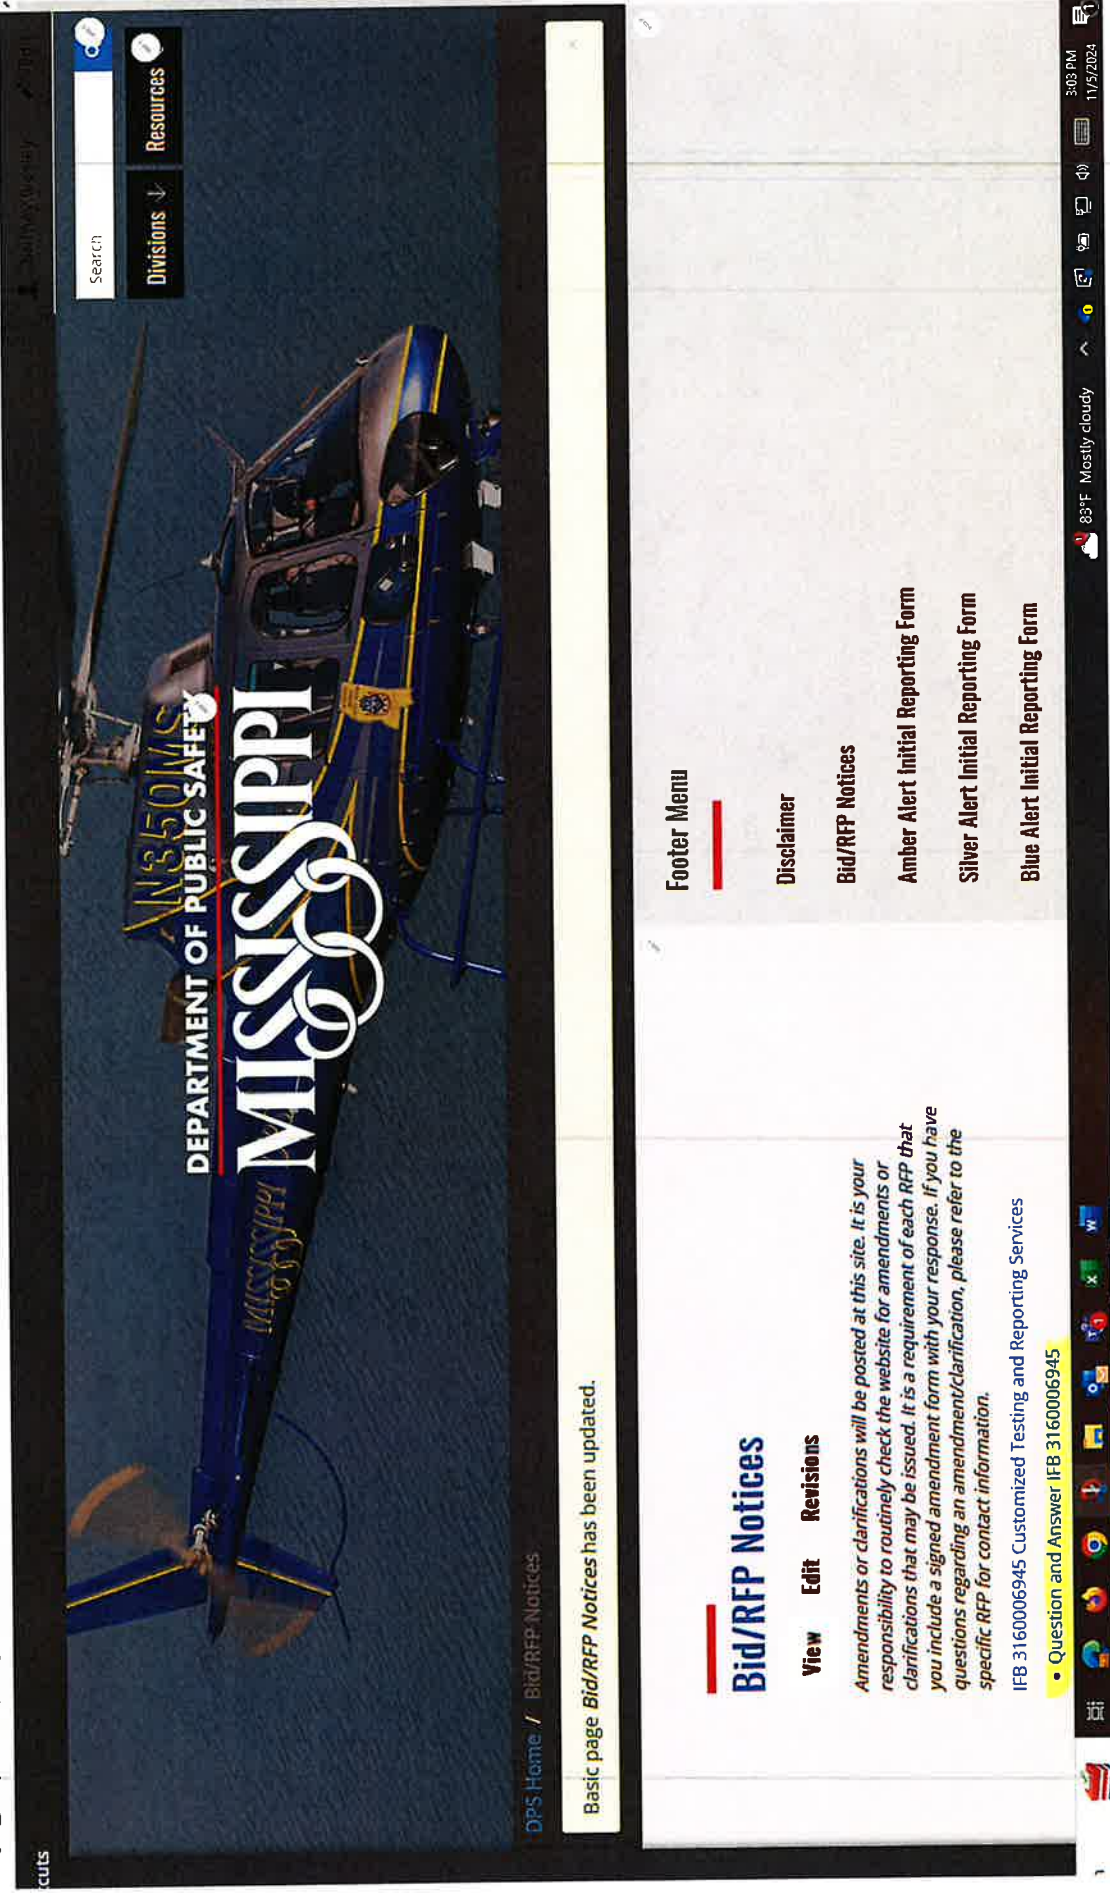 ccuts
Search
Divisions ↓
Resources
N350MS
DEPARTMENT OF PUBLIC SAFETY
MISSISSIPPI
MISSISSIPPI
DPS Home / Bid/RFP Notices
Basic page Bid/RFP Notices has been updated.
Bid/RFP Notices
View Edit Revisions
Amendments or clarifications will be posted at this site. It is your
responsibility to routinely check the website for amendments or
clarifications that may be issued. It is a requirement of each RFP that
you include a signed amendment form with your response. If you have
questions regarding an amendment/clarification, please refer to the
specific RFP for contact information.
IFB 3160006945 Customized Testing and Reporting Services
• Question and Answer IFB 3160006945
Footer Menu
Disclaimer
Bid/RFP Notices
Amber Alert Initial Reporting Form
Silver Alert Initial Reporting Form
Blue Alert Initial Reporting Form
83°F Mostly cloudy
3:03 PM
11/5/2024